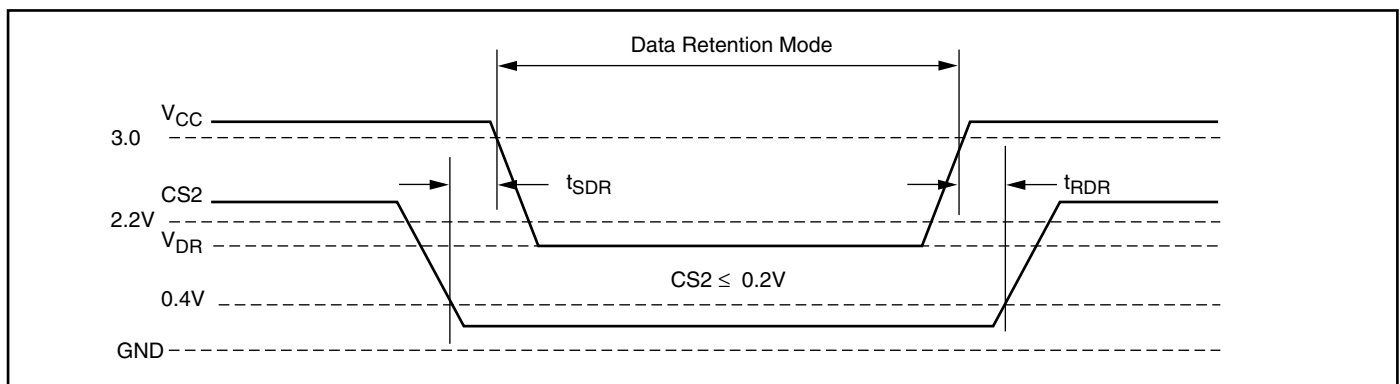 Data Retention Mode
VCC
3.0
tSDR
tRDR
CS2
2.2V
VDR
CS2 ≤ 0.2V
0.4V
GND